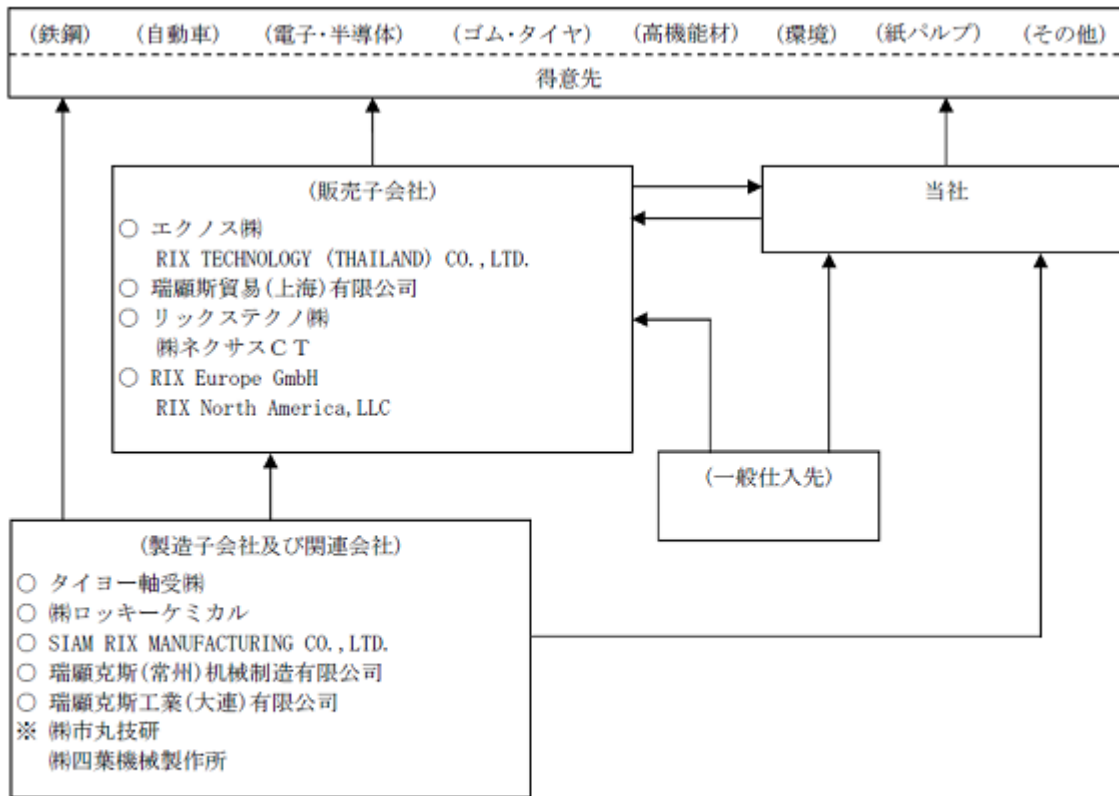 (鉄鋼) (自動車) (電子・半導体) (ゴム・タイヤ) (高機能材) (環境) (紙パルプ) (その他)
得意先
(販売子会社)
○ エクノス㈱
RIX TECHNOLOGY (THAILAND) CO.,LTD.
○ 瑞顧斯貿易(上海)有限公司
○ リックステクノ㈱
㈱ネクサスCT
○ RIX Europe GmbH
RIX North America,LLC
当社
(一般仕入先)
(製造子会社及び関連会社)
○ タイヨー軸受㈱
○ ㈱ロッキーケミカル
○ SIAM RIX MANUFACTURING CO.,LTD.
○ 瑞顧克斯(常州)机械制造有限公司
○ 瑞顧克斯工業(大連)有限公司
※ ㈱市丸技研
㈱四葉機械製作所